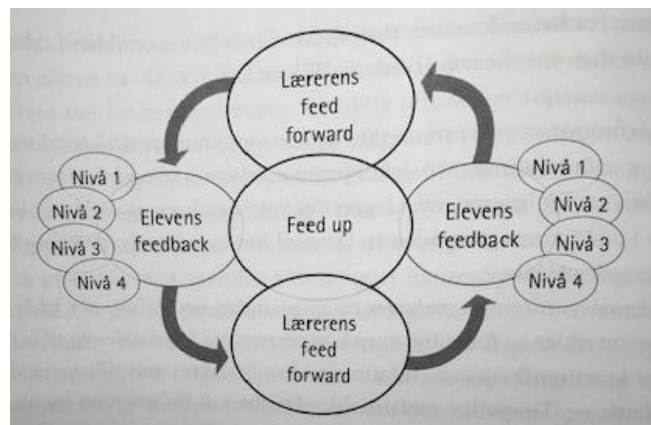 Lærerens
feed
forward
Nivå 1
Nivå 2
Nivå 3
Nivå 4
Elevens
feedback
Feed up
Elevens
feedback
Nivå 1
Nivå 2
Nivå 3
Nivå 4
Lærerens
feed
forward